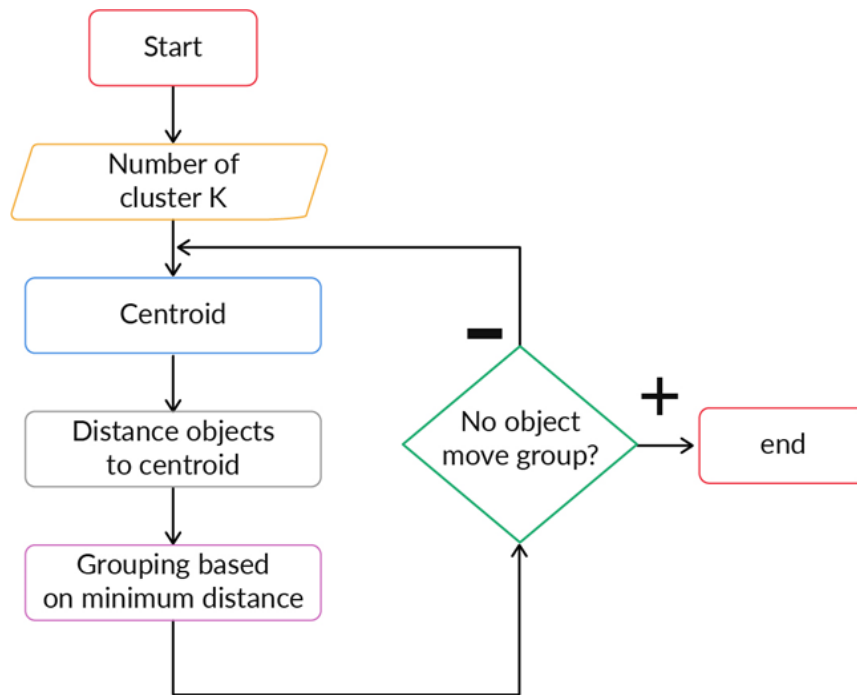 Start
Number of
cluster K
Centroid
Distance objects
to centroid
Grouping based
on minimum distance
−
No object
move group?
+
end